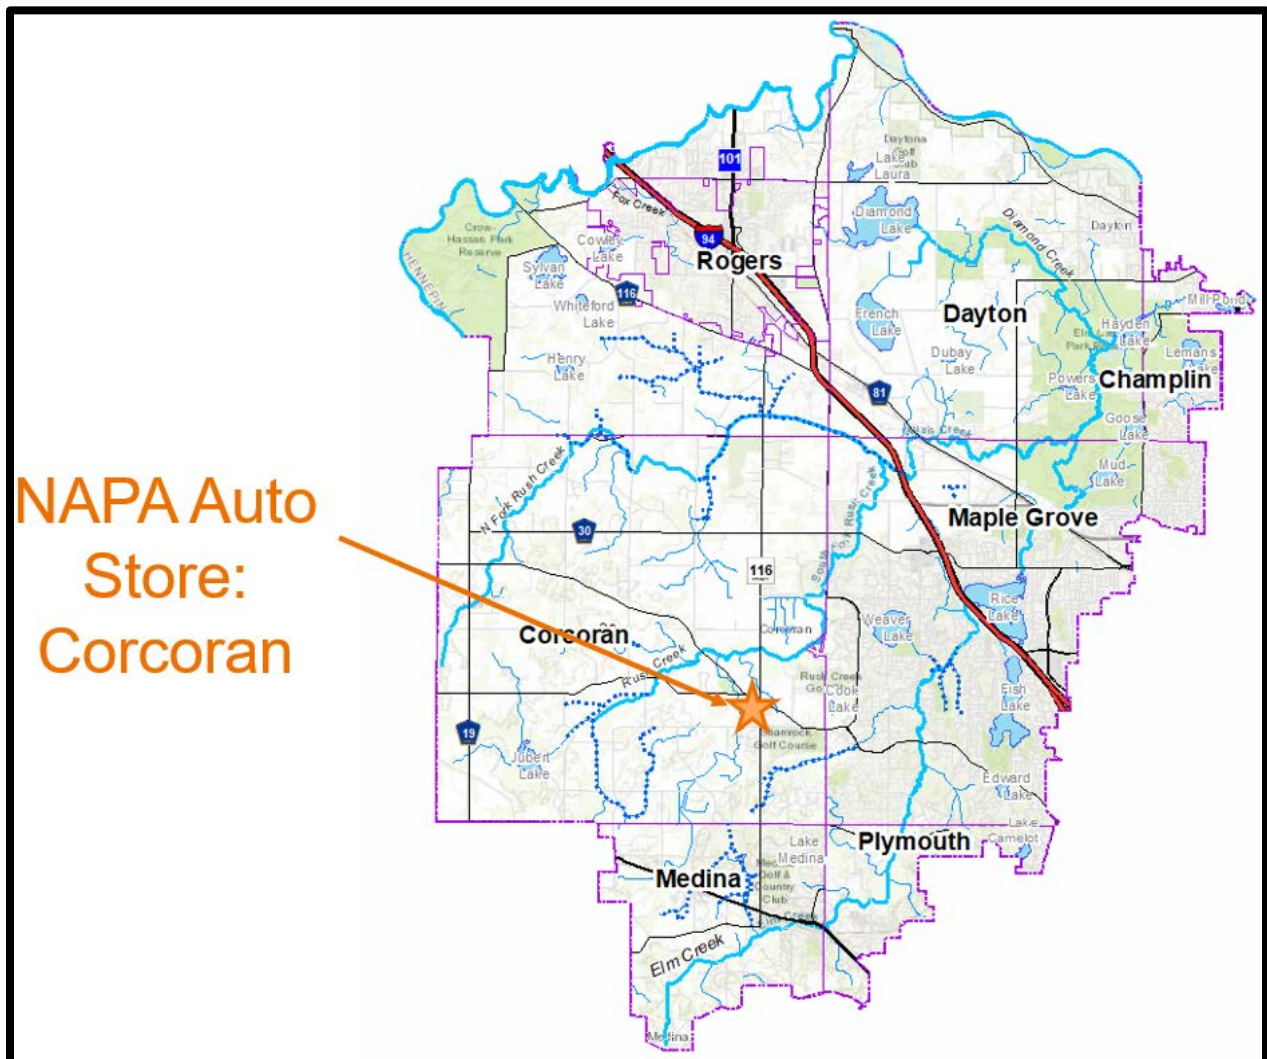 NAPA Auto
Store:
Corcoran
101
Daytona
Golf
Club
Lake
Laura
Fox Creek
Diamond
Lake
Diamond Creek
Dayton
Crow-
Hassan Park
Reserve
HENNEPIN
Cowley
Lake
94
Rogers
Sylvan
Lake
116
Whiteford
Lake
French
Lake
Dayton
Mill Pond
Hayden
Lake
Dubay
Lake
Lemans
Lake
Henry
Lake
Powers
Lake
Champlin
81
Goose
Lake
Rush Creek
Mud
Lake
N Fork Rush Creek
Maple Grove
30
116
Rice
Lake
Weaver
Lake
Corcoran
Corcoran
Rush Creek
Rush Creek
Cook
Lake
Fish
Lake
19
Shamrock
Golf Course
Jubert
Lake
Edward
Lake
Lake
Camelot
Plymouth
Lake
Medina
Medina
Golf &
Country
Club
Elm Creek
Elm Creek
Medina